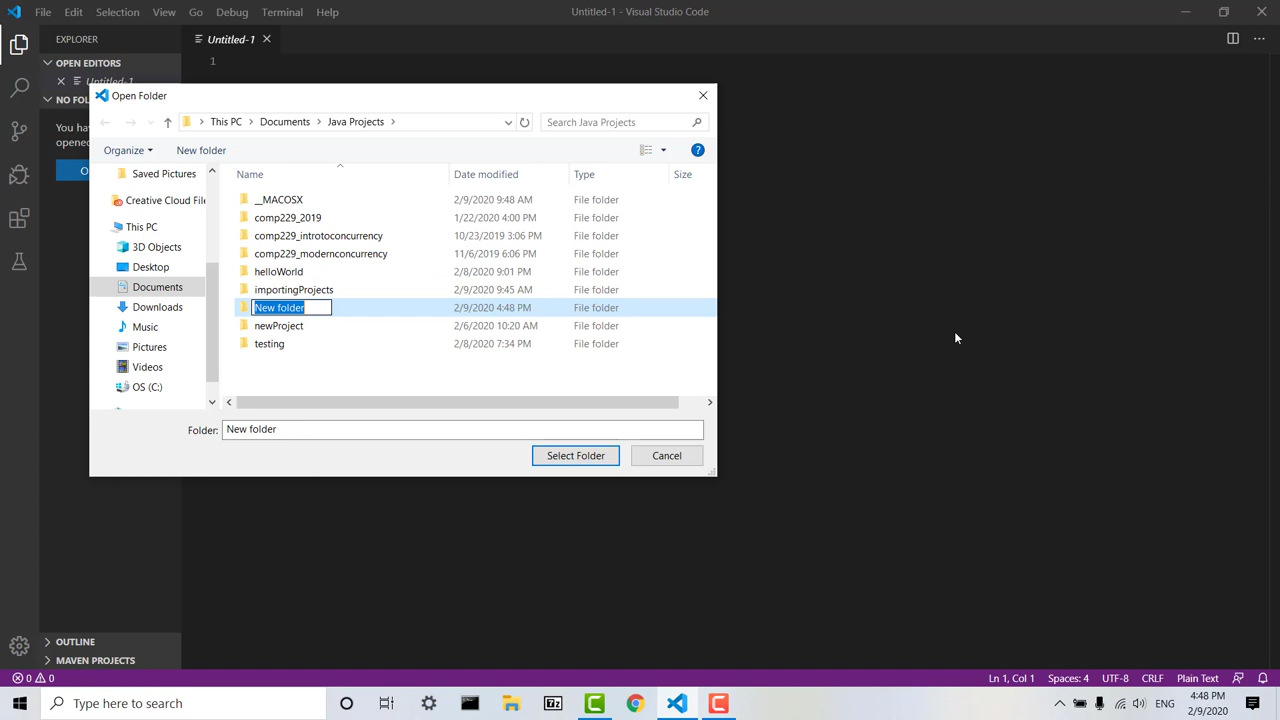 File Edit Selection View Go Debug Terminal Help
Untitled-1 - Visual Studio Code
EXPLORER
Untitled-1
OPEN EDITORS
Untitled-1
1
NO FOL
You hav
opene
O
Open Folder
This PC > Documents > Java Projects >
Search Java Projects
Organize
New folder
?
Name Date modified Type Size
Saved Pictures
Creative Cloud File
This PC
3D Objects
Desktop
Documents
Downloads
Music
Pictures
Videos
OS (C:)
__MACOSX 2/9/2020 9:48 AM File folder
comp229_2019 1/22/2020 4:00 PM File folder
comp229_introtoconcurrency 10/23/2019 3:06 PM File folder
comp229_modernconcurrency 11/6/2019 6:06 PM File folder
helloWorld 2/8/2020 9:01 PM File folder
importingProjects 2/9/2020 9:45 AM File folder
New folder 2/9/2020 4:48 PM File folder
newProject 2/6/2020 10:20 AM File folder
testing 2/8/2020 7:34 PM File folder
Folder: New folder
Select Folder
Cancel
OUTLINE
MAVEN PROJECTS
0 0
Ln 1, Col 1 Spaces: 4 UTF-8 CRLF Plain Text
Type here to search
7z
ENG
4:48 PM
2/9/2020